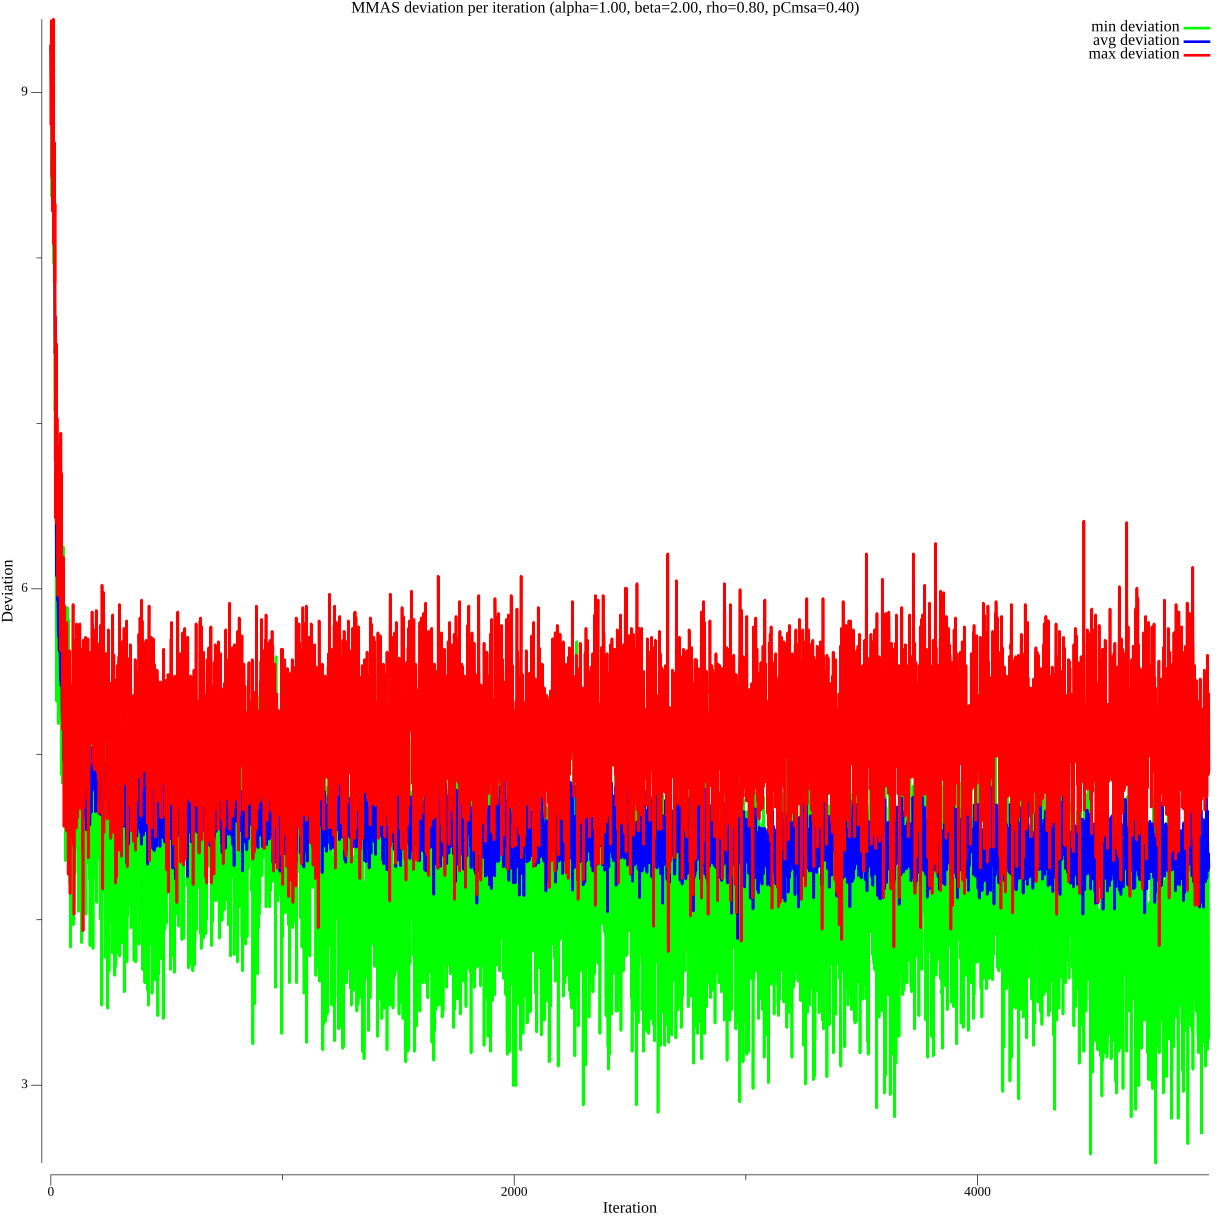 MMAS deviation per iteration (alpha=1.00, beta=2.00, rho=0.80, pCmsa=0.40)
min deviation
avg deviation
max deviation
9
6
3
Deviation
0
2000
4000
Iteration